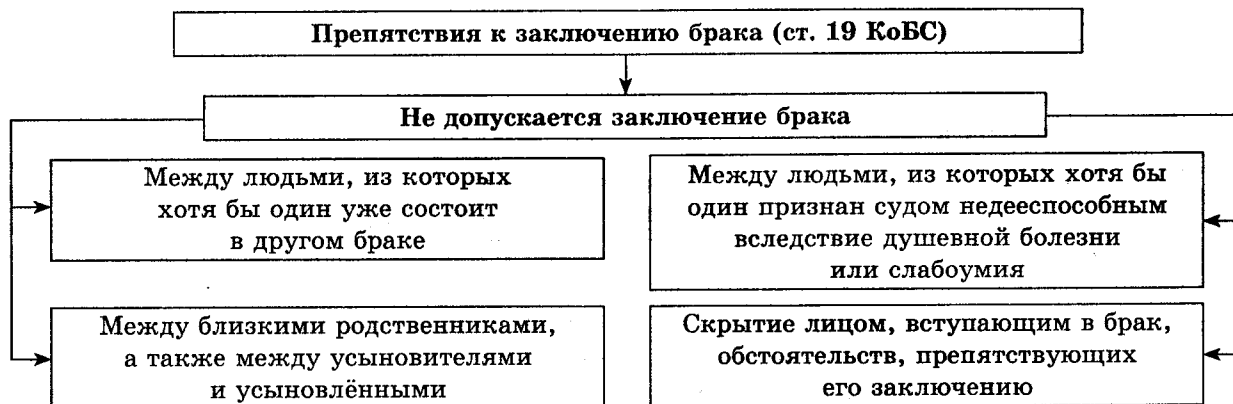 Препятствия к заключению брака (ст. 19 КоБС)
Не допускается заключение брака
Между людьми, из которых
хотя бы один уже состоит
в другом браке
Между людьми, из которых хотя бы
один признан судом недееспособным
вследствие душевной болезни
или слабоумия
Между близкими родственниками,
а также между усыновителями
и усыновлёнными
Скрытие лицом, вступающим в брак,
обстоятельств, препятствующих
его заключению